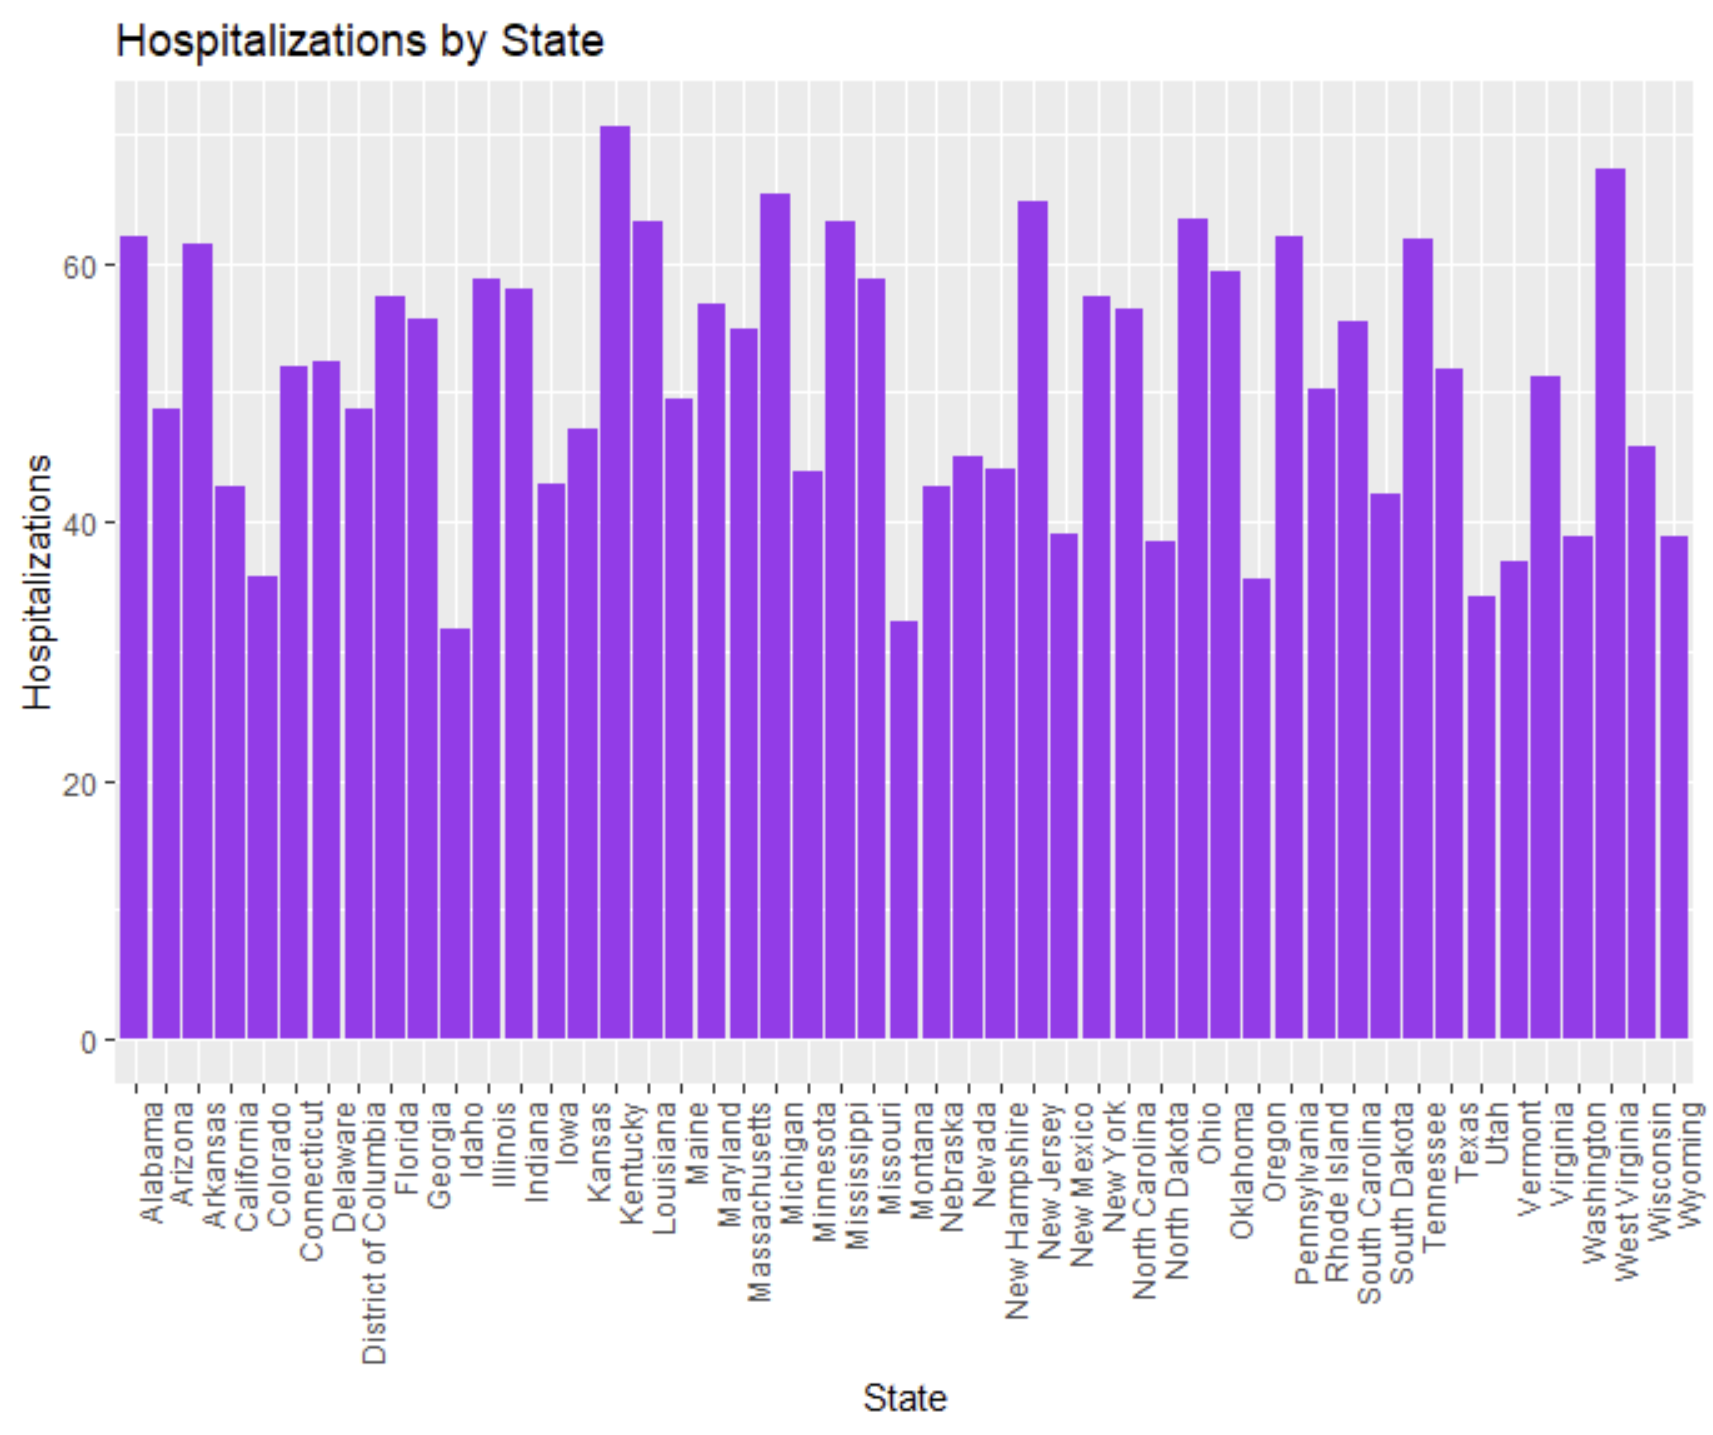 Hospitalizations by State
Hospitalizations
60
40
20
0
Alabama
Arizona
Arkansas
California
Colorado
Connecticut
Delaware
District of Columbia
Florida
Georgia
Idaho
Illinois
Indiana
Iowa
Kansas
Kentucky
Louisiana
Maine
Maryland
Massachusetts
Michigan
Minnesota
Mississippi
Missouri
Montana
Nebraska
Nevada
New Hampshire
New Jersey
New Mexico
New York
North Carolina
North Dakota
Ohio
Oklahoma
Oregon
Pennsylvania
Rhode Island
South Carolina
South Dakota
Tennessee
Texas
Utah
Vermont
Virginia
Washington
West Virginia
Wisconsin
Wyoming
State